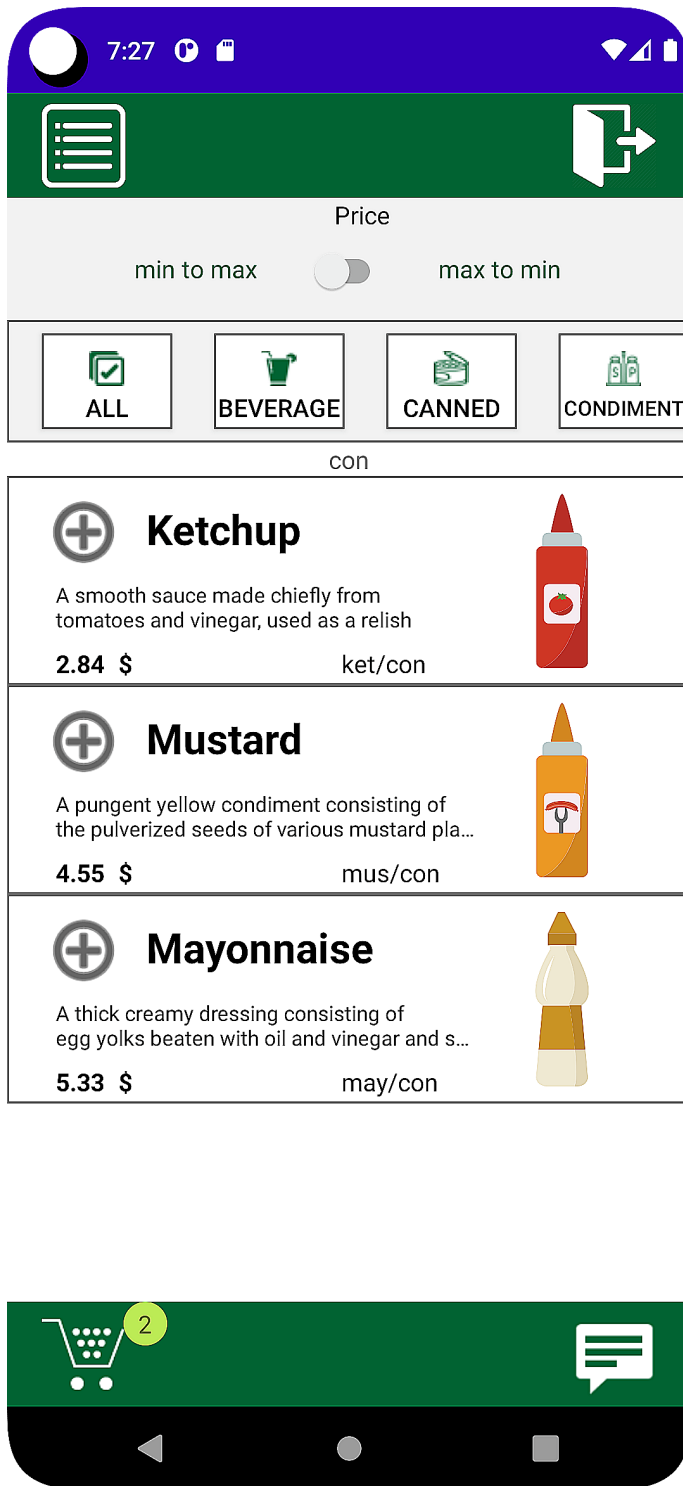 7:27
Price
min to max
max to min
ALL
BEVERAGE
CANNED
CONDIMENT
S P
con
Ketchup
A smooth sauce made chiefly from
tomatoes and vinegar, used as a relish
2.84 $
ket/con
Mustard
A pungent yellow condiment consisting of
the pulverized seeds of various mustard pla...
4.55 $
mus/con
Mayonnaise
A thick creamy dressing consisting of
egg yolks beaten with oil and vinegar and s...
5.33 $
may/con
2